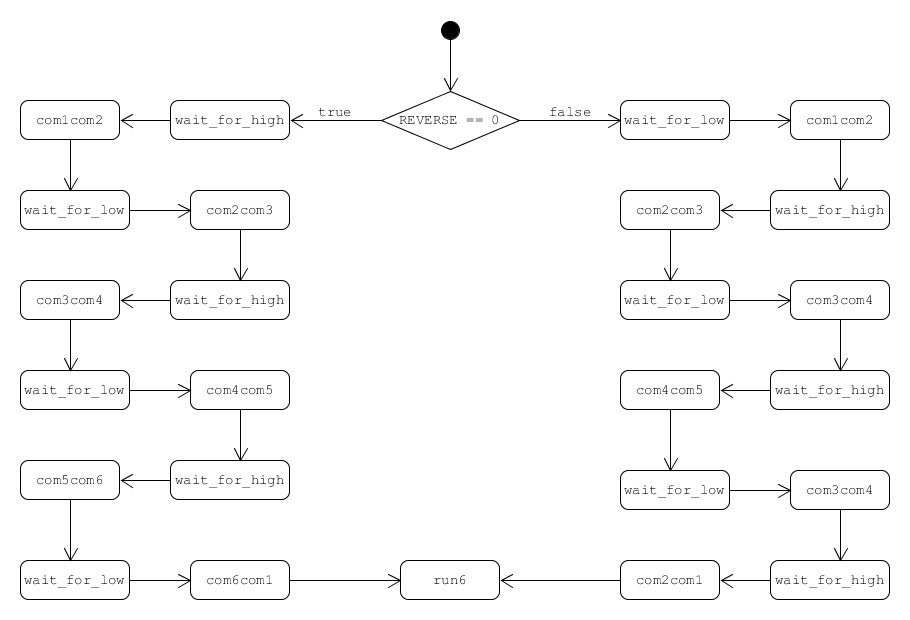 true
REVERSE == 0
false
com1com2
wait_for_high
wait_for_low
com1com2
wait_for_low
com2com3
com2com3
wait_for_high
com3com4
wait_for_high
wait_for_low
com3com4
wait_for_low
com4com5
com4com5
wait_for_high
com5com6
wait_for_high
wait_for_low
com3com4
wait_for_low
com6com1
run6
com2com1
wait_for_high